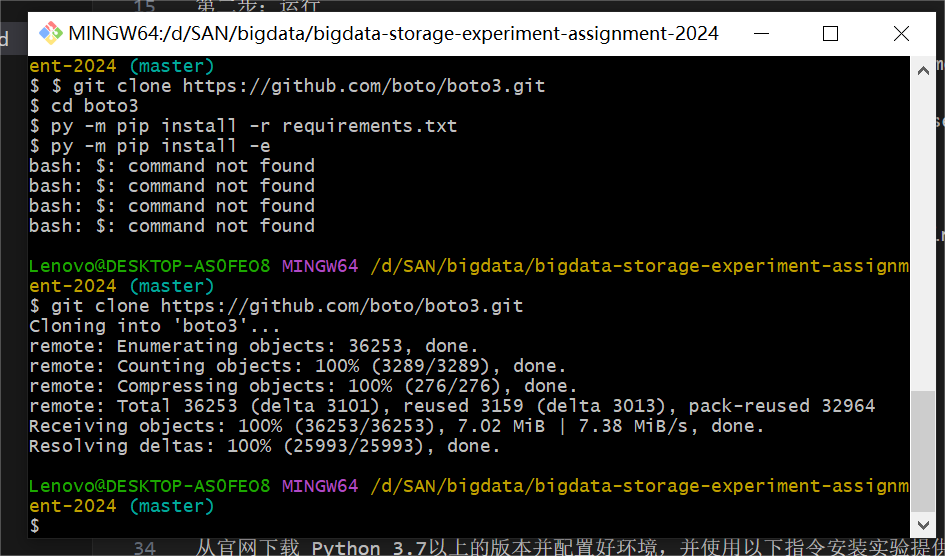 15 第二步：运行
d
MINGW64:/d/SAN/bigdata/bigdata-storage-experiment-assignment-2024
ent-2024 (master)
$ $ git clone https://github.com/boto/boto3.git
$ cd boto3
$ py -m pip install -r requirements.txt
$ py -m pip install -e
bash: $: command not found
bash: $: command not found
bash: $: command not found
bash: $: command not found
Lenovo@DESKTOP-AS0FEO8 MINGW64 /d/SAN/bigdata/bigdata-storage-experiment-assignm
ent-2024 (master)
$ git clone https://github.com/boto/boto3.git
Cloning into 'boto3'...
remote: Enumerating objects: 36253, done.
remote: Counting objects: 100% (3289/3289), done.
remote: Compressing objects: 100% (276/276), done.
remote: Total 36253 (delta 3101), reused 3159 (delta 3013), pack-reused 32964
Receiving objects: 100% (36253/36253), 7.02 MiB | 7.38 MiB/s, done.
Resolving deltas: 100% (25993/25993), done.
Lenovo@DESKTOP-AS0FEO8 MINGW64 /d/SAN/bigdata/bigdata-storage-experiment-assignm
ent-2024 (master)
$
34 从官网下载 Python 3.7以上的版本并配置好环境，并使用以下指令安装实验提供